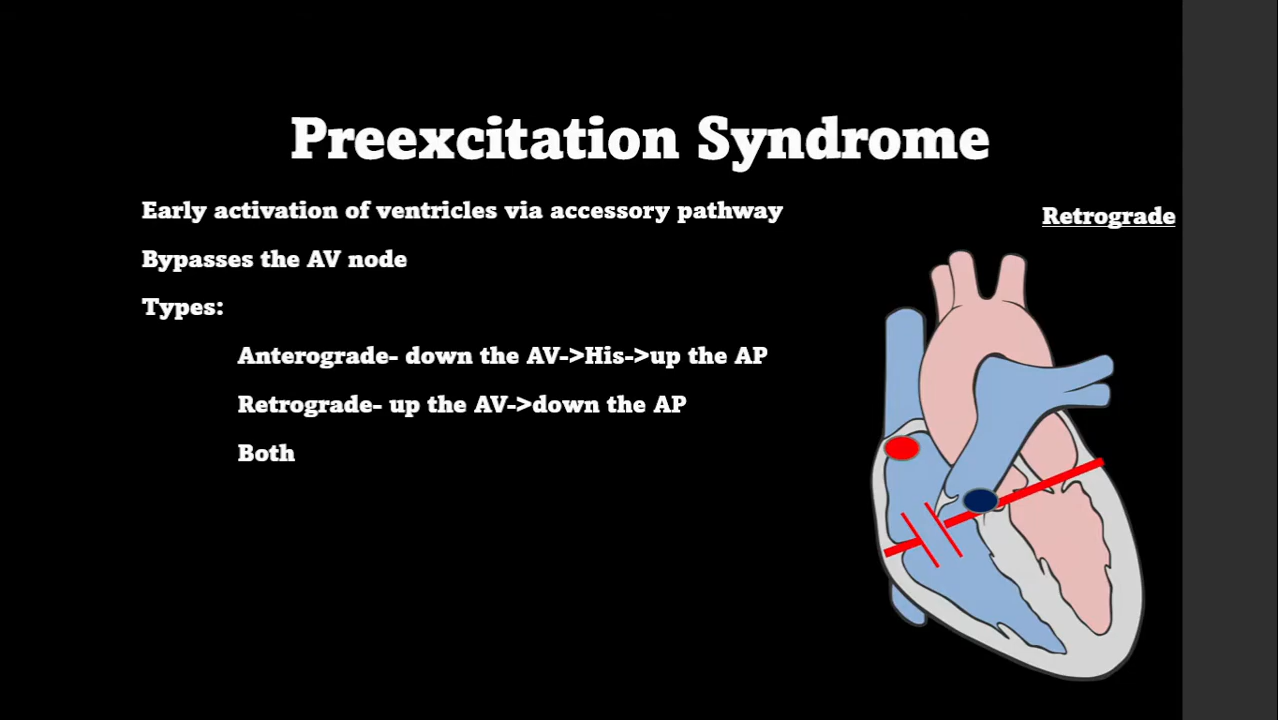 Preexcitation Syndrome
Early activation of ventricles via accessory pathway
Retrograde
Bypasses the AV node
Types:
Anterograde- down the AV->His->up the AP
Retrograde- up the AV->down the AP
Both